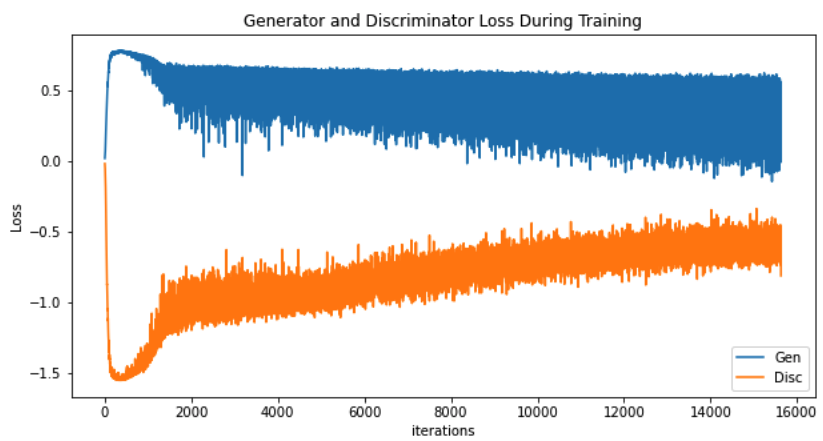 Generator and Discriminator Loss During Training
0.5
0.0
−0.5
−1.0
−1.5
Loss
0
2000
4000
6000
8000
10000
12000
14000
16000
iterations
Gen
Disc